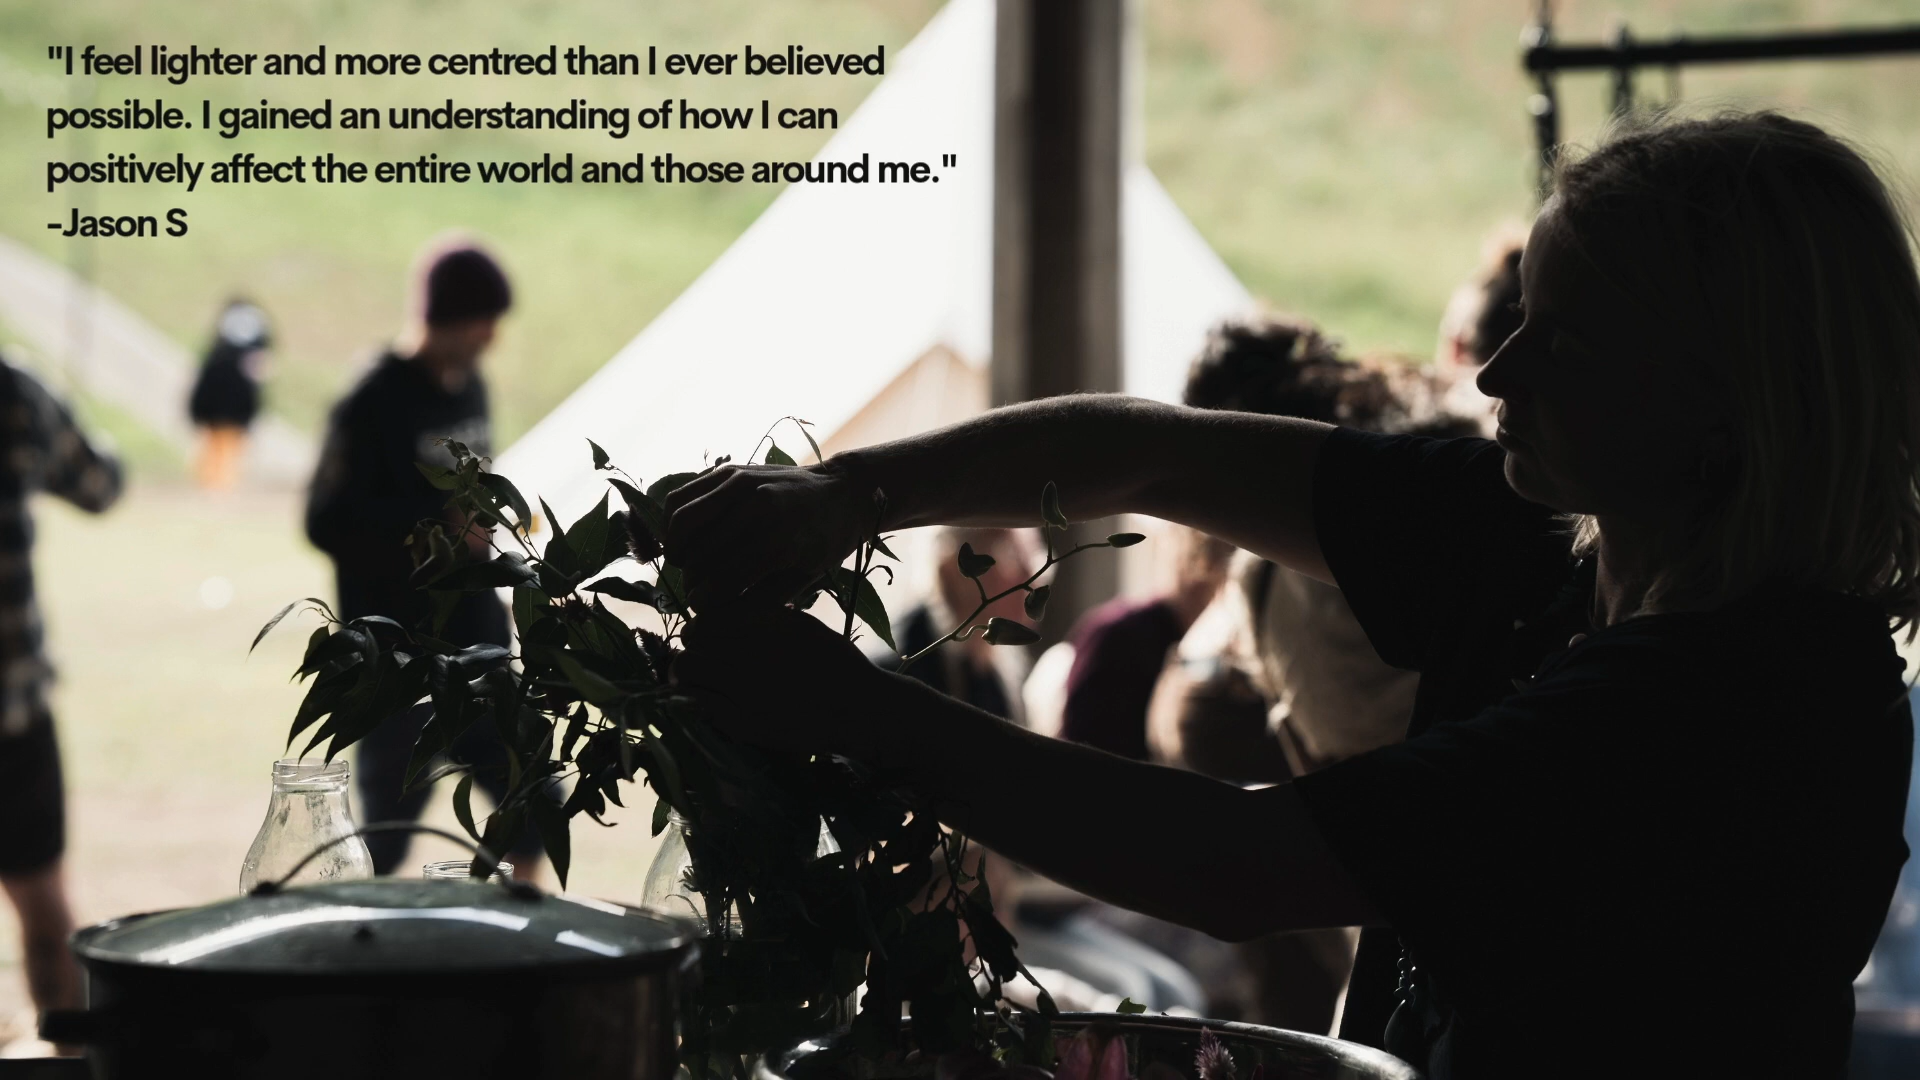 "I feel lighter and more centred than I ever believed
possible. I gained an understanding of how I can
positively affect the entire world and those around me."
-Jason S